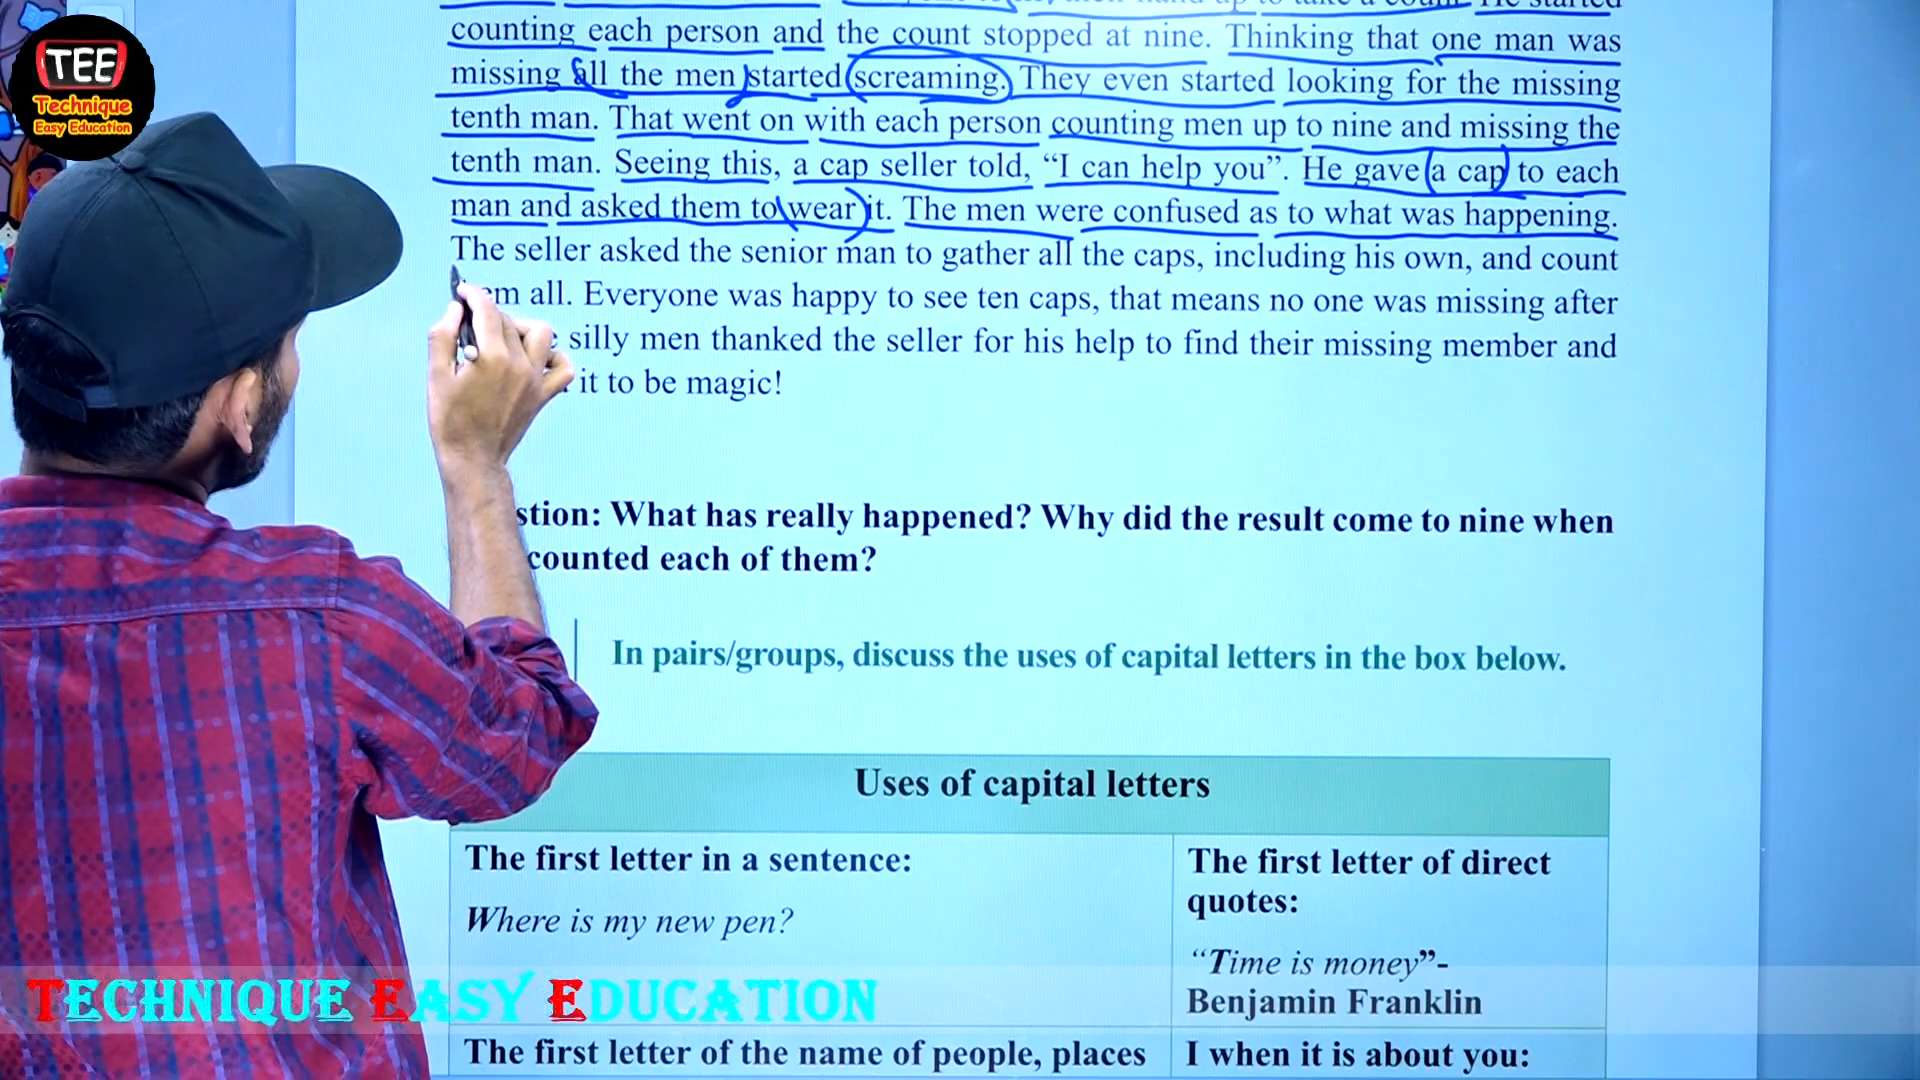 TEE
Technique
Easy Education
counting each person and the count stopped at nine. Thinking that one man was
missing all the men started screaming. They even started looking for the missing
tenth man. That went on with each person counting men up to nine and missing the
tenth man. Seeing this, a cap seller told, “I can help you”. He gave a cap to each
man and asked them to wear it. The men were confused as to what was happening.
The seller asked the senior man to gather all the caps, including his own, and count
em all. Everyone was happy to see ten caps, that means no one was missing after
silly men thanked the seller for his help to find their missing member and
it to be magic!
stion: What has really happened? Why did the result come to nine when
counted each of them?
In pairs/groups, discuss the uses of capital letters in the box below.
Uses of capital letters
The first letter in a sentence:
Where is my new pen?
The first letter of direct
quotes:
“Time is money”-
Benjamin Franklin
TECHNIQUE EASY EDUCATION
The first letter of the name of people, places
I when it is about you: